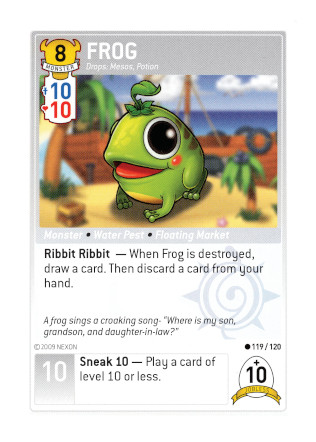 8
MONSTER
FROG
Drops: Mesos, Potion
10
10
Monster • Water Pest • Floating Market
Ribbit Ribbit — When Frog is destroyed,
draw a card. Then discard a card from your
hand.
A frog sings a croaking song- "Where is my son,
grandson, and daughter-in-law?"
©2009 NEXON
●119/120
10
Sneak 10 — Play a card of
level 10 or less.
+
10
JOBLESS